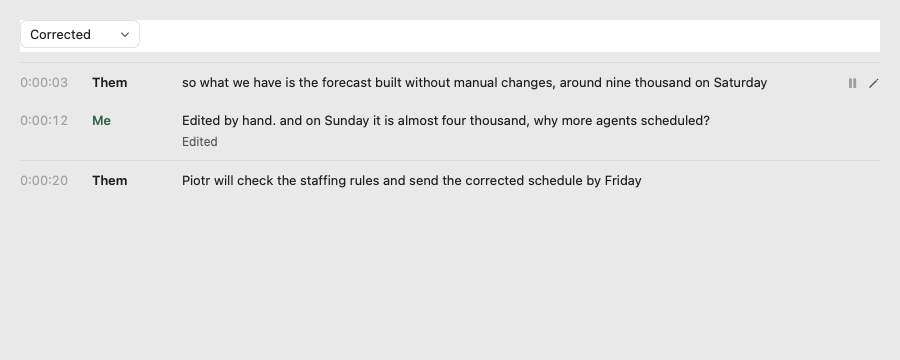 Corrected
0:00:03 Them so what we have is the forecast built without manual changes, around nine thousand on Saturday
0:00:12 Me Edited by hand. and on Sunday it is almost four thousand, why more agents scheduled?
Edited
0:00:20 Them Piotr will check the staffing rules and send the corrected schedule by Friday